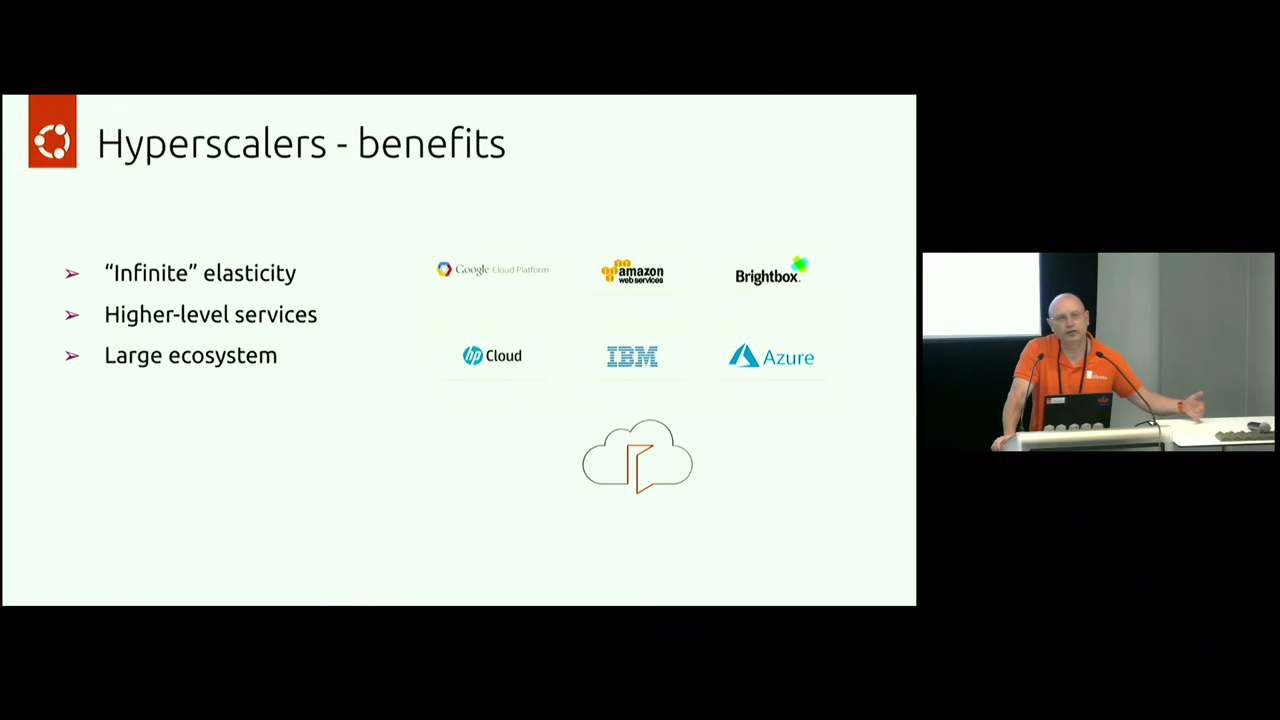 Hyperscalers - benefits
➢ “Infinite” elasticity
➢ Higher-level services
➢ Large ecosystem
Google Cloud Platform
amazon
web services
Brightbox
hp Cloud
IBM
Azure